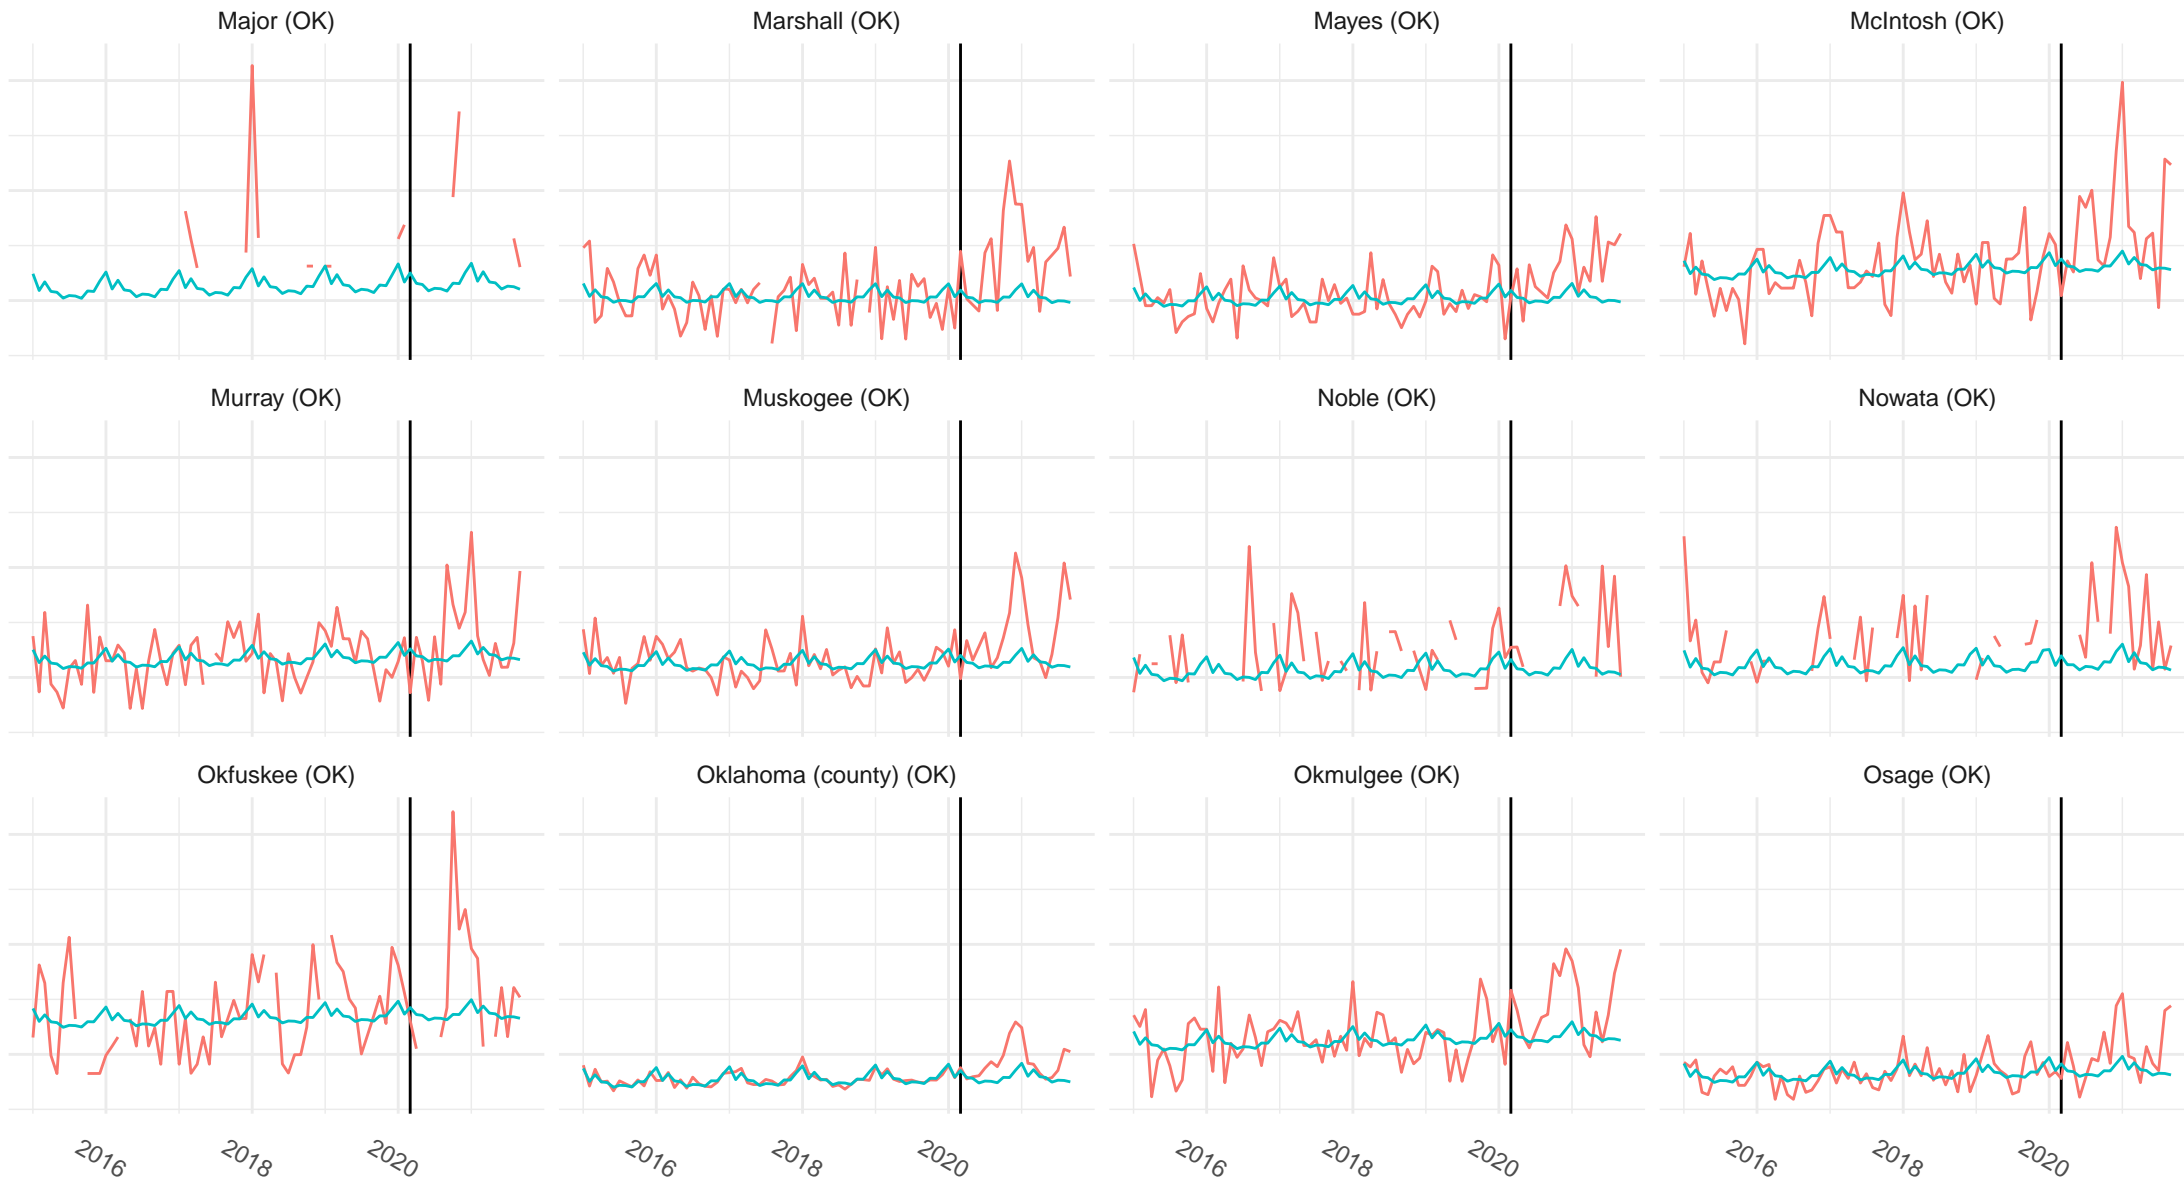 Major (OK)
Marshall (OK)
Mayes (OK)
McIntosh (OK)
Murray (OK)
Muskogee (OK)
Noble (OK)
Nowata (OK)
Okfuskee (OK)
Oklahoma (county) (OK)
Okmulgee (OK)
Osage (OK)
2016
2018
2020
2016
2018
2020
2016
2018
2020
2016
2018
2020